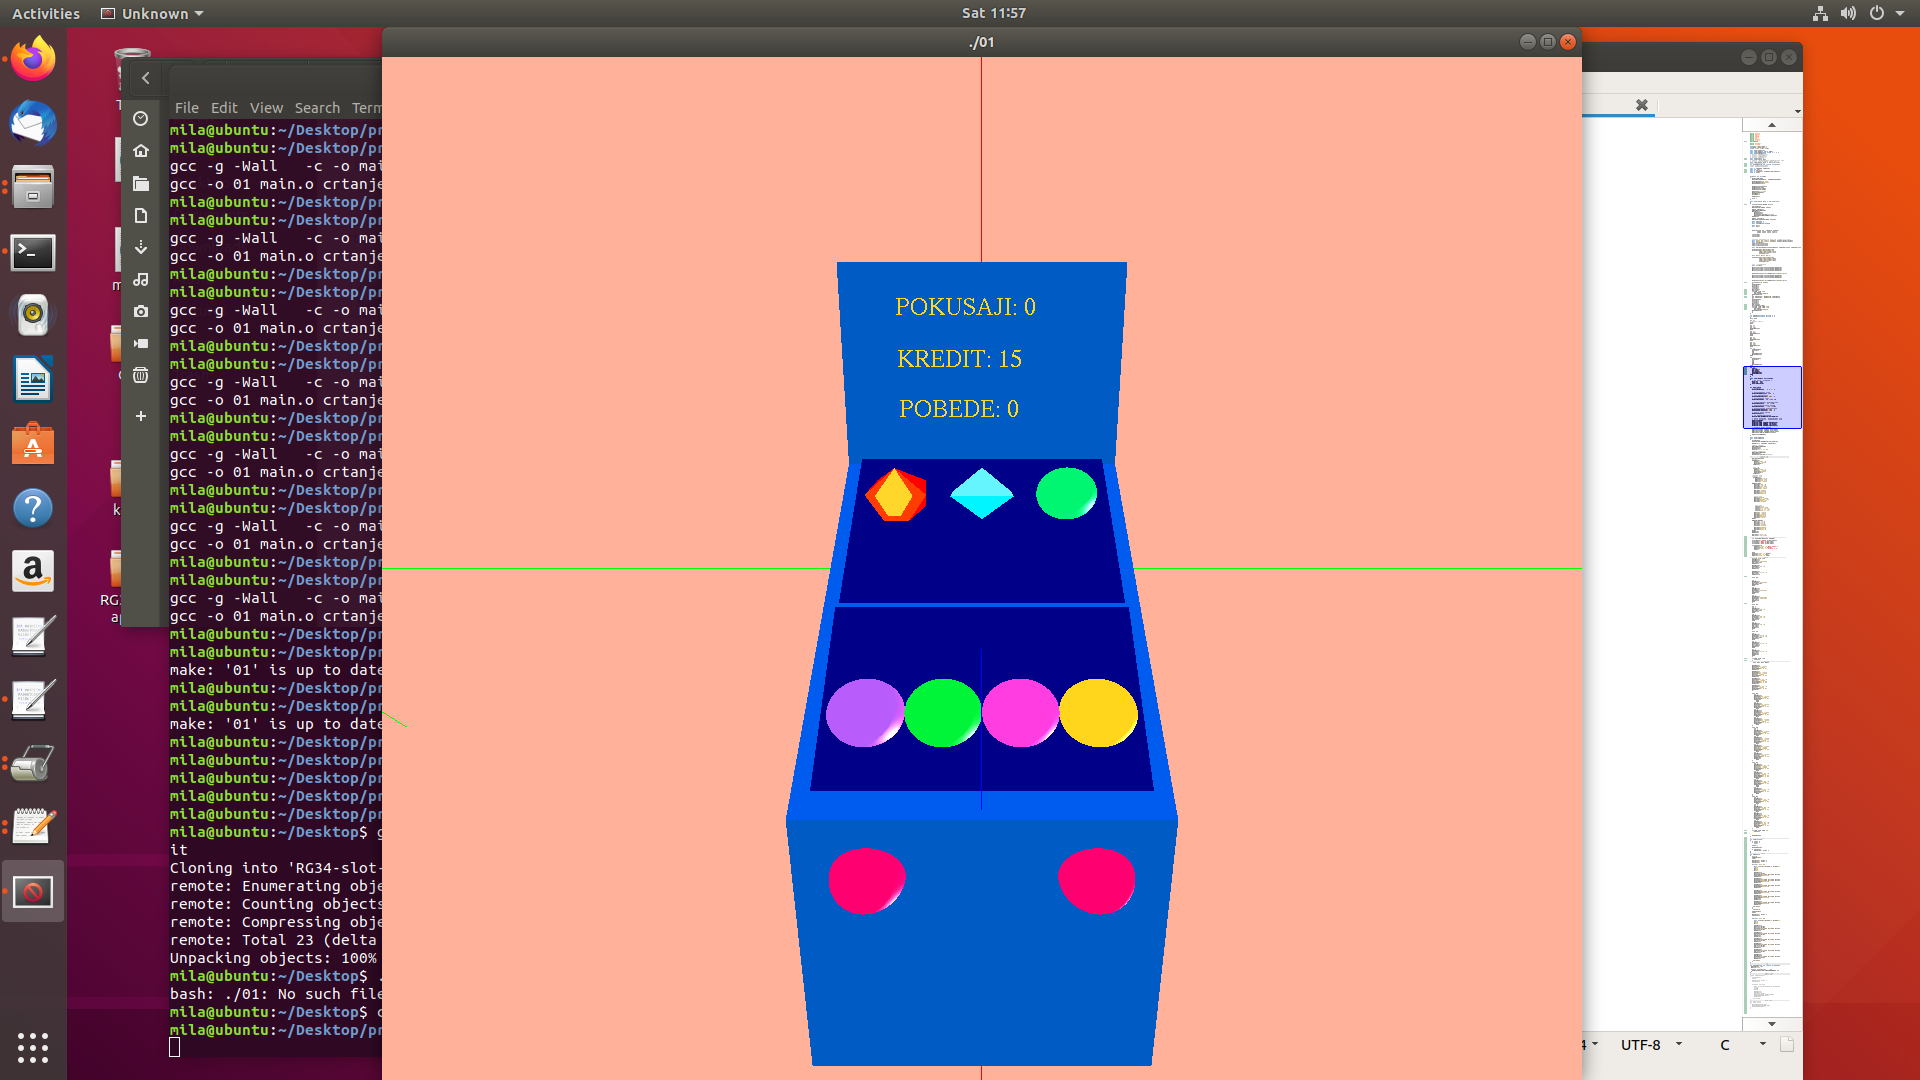 Activities
Unknown
Sat 11:57
./01
File Edit View Search Term
mila@ubuntu:~/Desktop/pr
mila@ubuntu:~/Desktop/pr
gcc -g -Wall -c -o mai
gcc -o 01 main.o crtanje
mila@ubuntu:~/Desktop/pr
mila@ubuntu:~/Desktop/pr
gcc -g -Wall -c -o mai
gcc -o 01 main.o crtanje
mila@ubuntu:~/Desktop/pr
mila@ubuntu:~/Desktop/pr
gcc -g -Wall -c -o mai
gcc -o 01 main.o crtanje
mila@ubuntu:~/Desktop/pr
mila@ubuntu:~/Desktop/pr
gcc -g -Wall -c -o mai
gcc -o 01 main.o crtanje
mila@ubuntu:~/Desktop/pr
mila@ubuntu:~/Desktop/pr
gcc -g -Wall -c -o mai
gcc -o 01 main.o crtanje
mila@ubuntu:~/Desktop/pr
mila@ubuntu:~/Desktop/pr
gcc -g -Wall -c -o mai
gcc -o 01 main.o crtanje
mila@ubuntu:~/Desktop/pr
mila@ubuntu:~/Desktop/pr
gcc -g -Wall -c -o mai
gcc -o 01 main.o crtanje
mila@ubuntu:~/Desktop/pr
mila@ubuntu:~/Desktop/pr
make: '01' is up to date
mila@ubuntu:~/Desktop/pr
mila@ubuntu:~/Desktop/pr
make: '01' is up to date
mila@ubuntu:~/Desktop/pr
mila@ubuntu:~/Desktop/pr
mila@ubuntu:~/Desktop/pr
mila@ubuntu:~/Desktop/pr
mila@ubuntu:~/Desktop/pr
mila@ubuntu:~/Desktop$ g
it
Cloning into 'RG34-slot-
remote: Enumerating obje
remote: Counting objects
remote: Compressing obje
remote: Total 23 (delta
Unpacking objects: 100%
mila@ubuntu:~/Desktop$ .
bash: ./01: No such file
mila@ubuntu:~/Desktop$ c
mila@ubuntu:~/Desktop/pr
POKUSAJI: 0
KREDIT: 15
POBEDE: 0
UTF-8
C